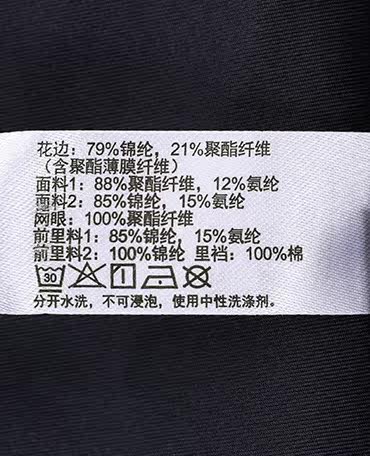 花边：79%锦纶，21%聚酯纤维
（含聚酯薄膜纤维）
面料1：88%聚酯纤维，12%氨纶
面料2：85%锦纶，15%氨纶
网眼：100%聚酯纤维
前里料1：85%锦纶，15%氨纶
前里料2：100%锦纶 里裆：100%棉
30
分开水洗，不可浸泡，使用中性洗涤剂。